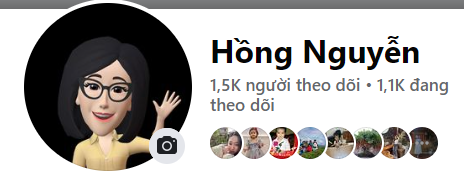 Hồng Nguyễn
1,5K người theo dõi • 1,1K đang
theo dõi